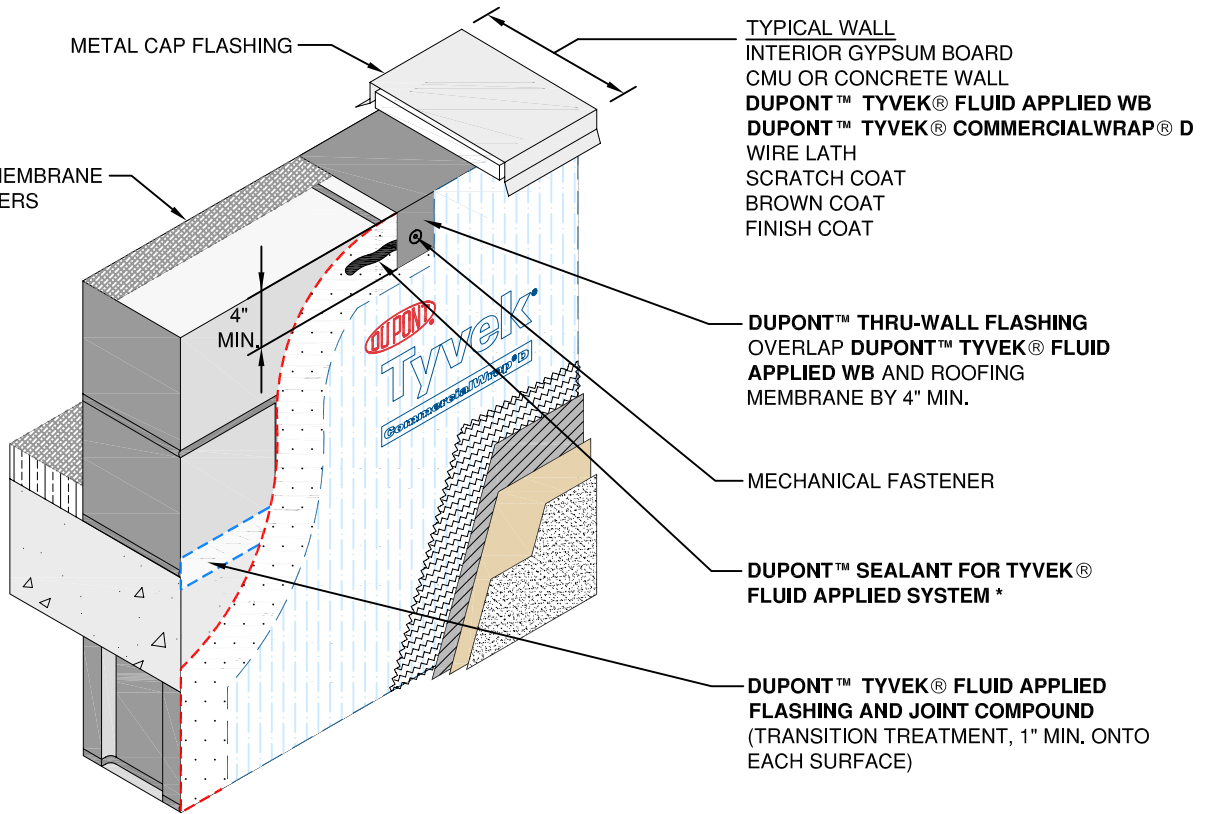 METAL CAP FLASHING
TYPICAL WALL
INTERIOR GYPSUM BOARD
CMU OR CONCRETE WALL
DUPONT™ TYVEK® FLUID APPLIED WB
DUPONT™ TYVEK® COMMERCIALWRAP® D
WIRE LATH
SCRATCH COAT
BROWN COAT
FINISH COAT
MEMBRANE
ERS
4"
MIN.
DUPONT®
Tyvek®
CommercialWrap®D
DUPONT™ THRU-WALL FLASHING
OVERLAP DUPONT™ TYVEK® FLUID
APPLIED WB AND ROOFING
MEMBRANE BY 4" MIN.
MECHANICAL FASTENER
DUPONT™ SEALANT FOR TYVEK®
FLUID APPLIED SYSTEM *
DUPONT™ TYVEK® FLUID APPLIED
FLASHING AND JOINT COMPOUND
(TRANSITION TREATMENT, 1" MIN. ONTO
EACH SURFACE)